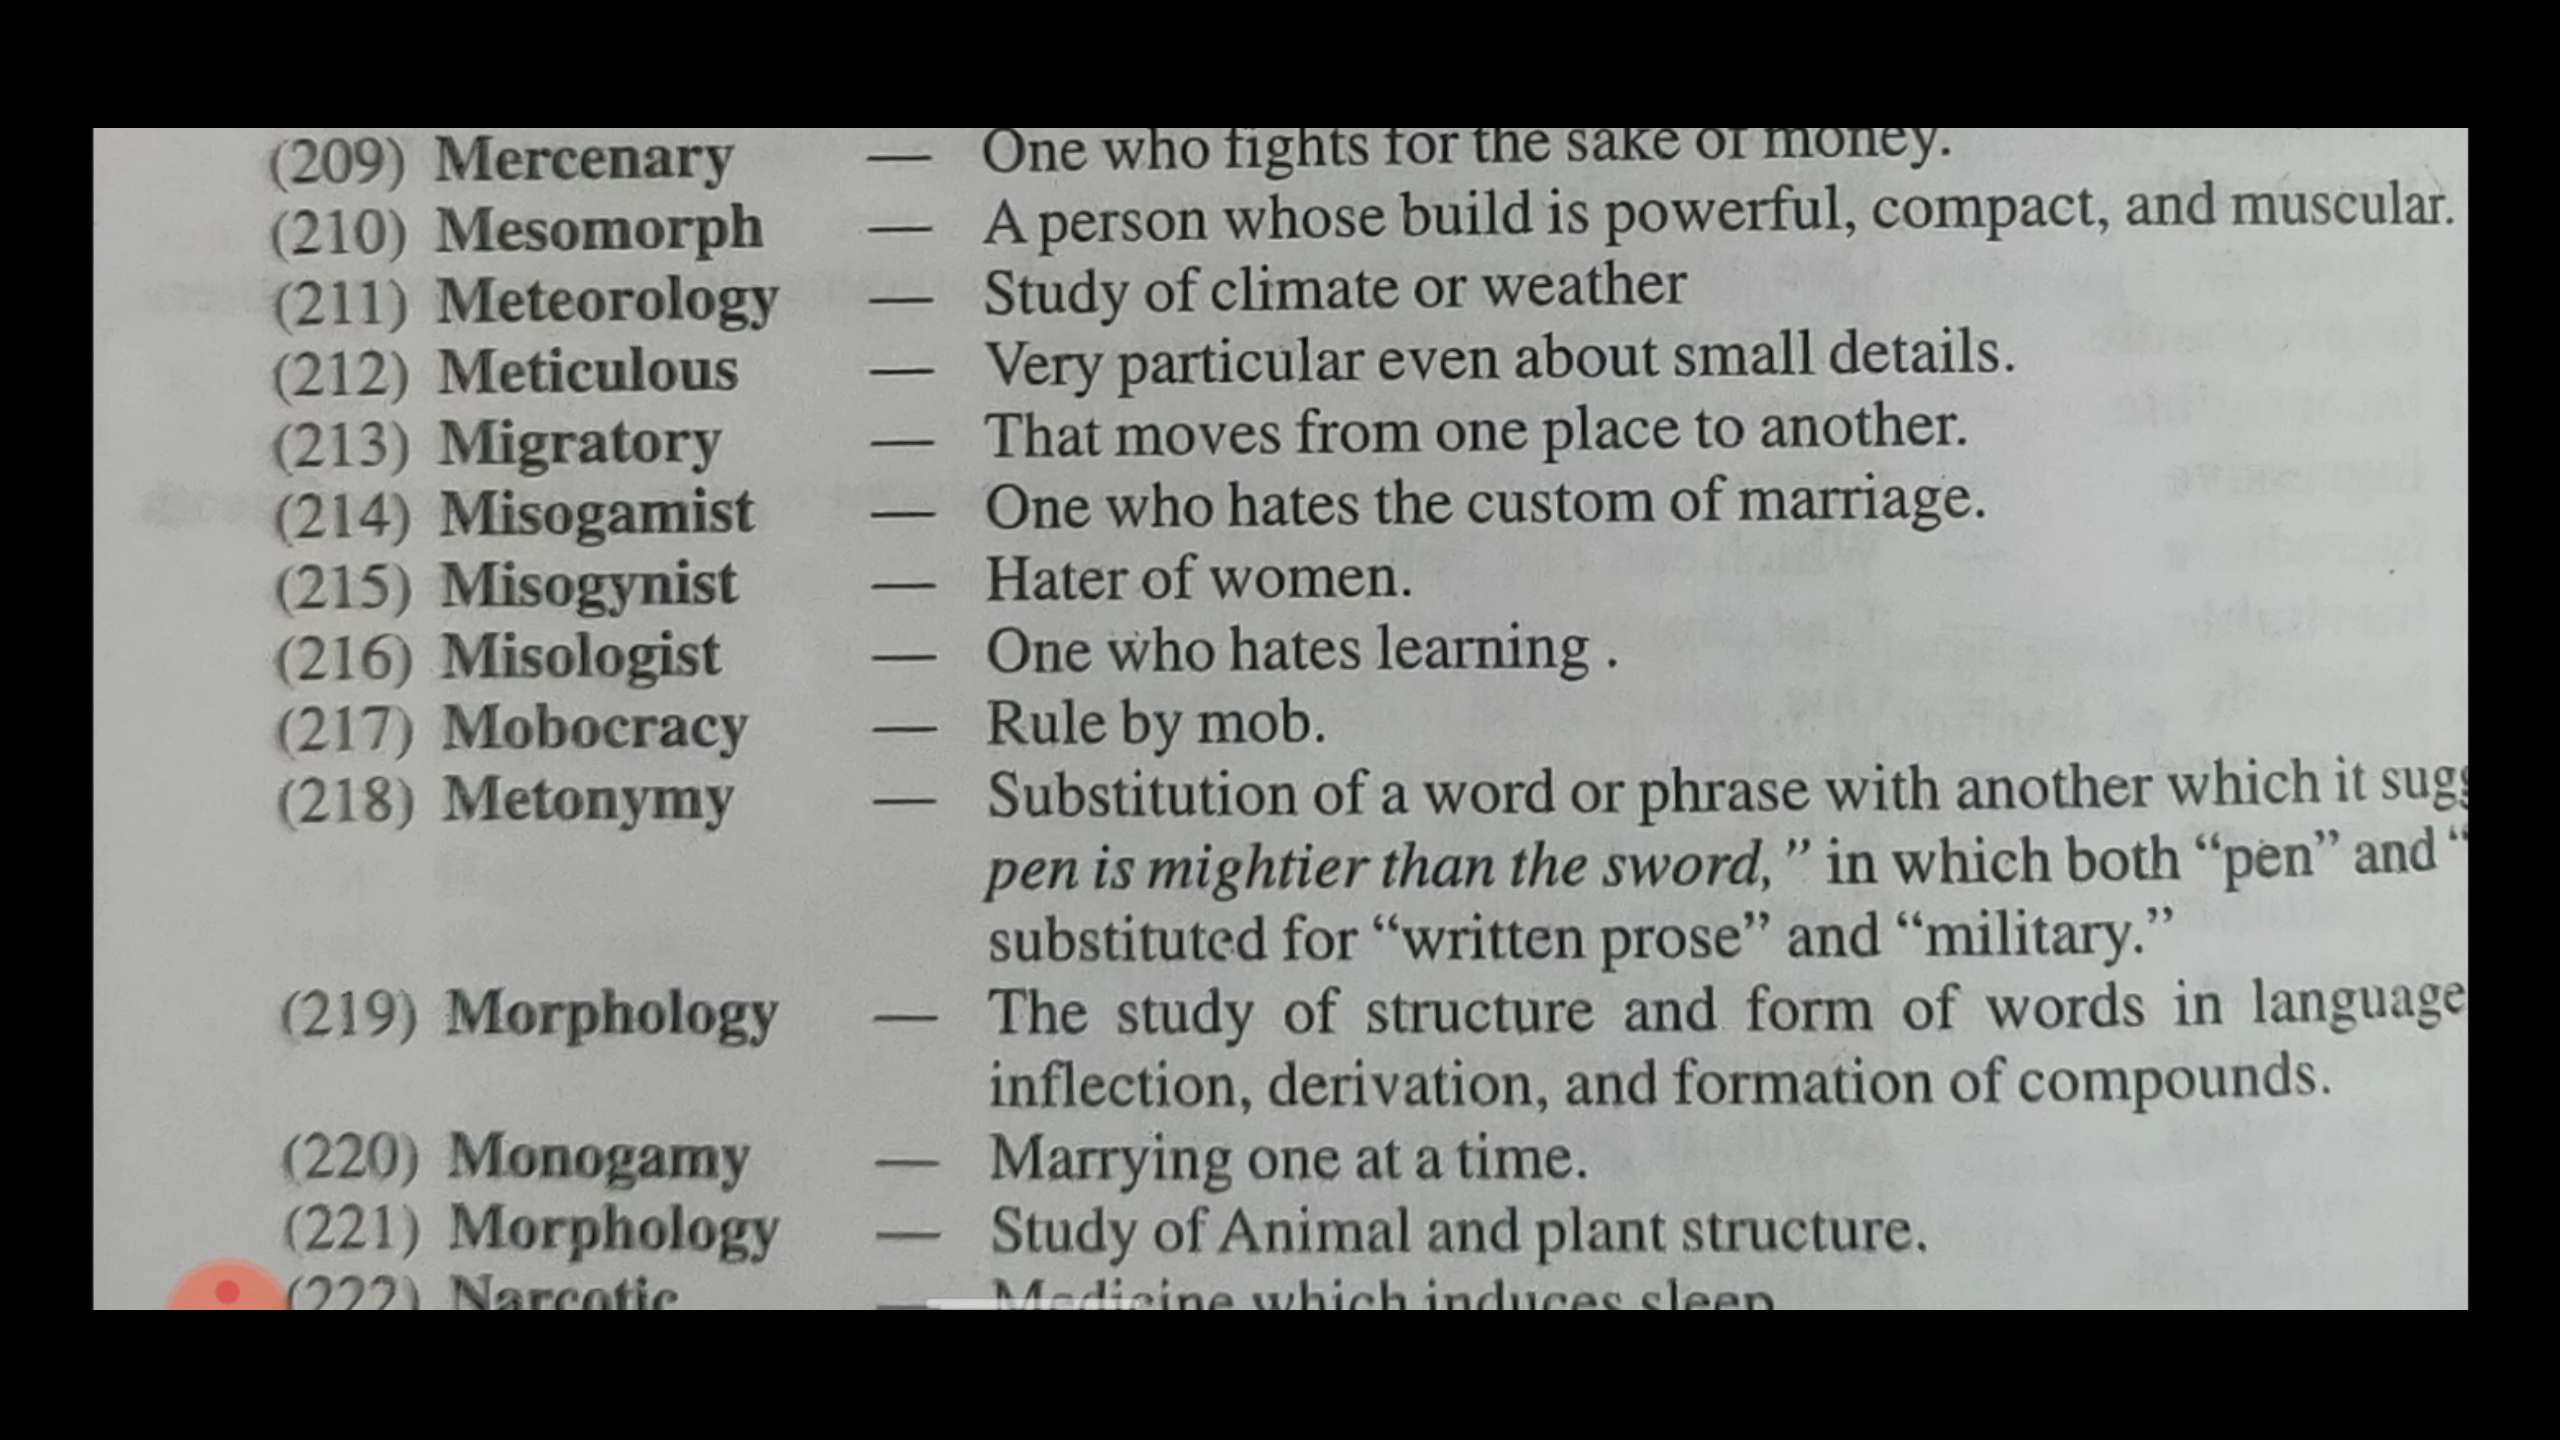 (209) Mercenary — One who fights for the sake of money.
(210) Mesomorph — A person whose build is powerful, compact, and muscular.
(211) Meteorology — Study of climate or weather
(212) Meticulous — Very particular even about small details.
(213) Migratory — That moves from one place to another.
(214) Misogamist — One who hates the custom of marriage.
(215) Misogynist — Hater of women.
(216) Misologist — One who hates learning .
(217) Mobocracy — Rule by mob.
(218) Metonymy — Substitution of a word or phrase with another which it
pen is mightier than the sword,” in which both “pen” and “
substituted for “written prose” and “military.”
(219) Morphology — The study of structure and form of words in language
inflection, derivation, and formation of compounds.
(220) Monogamy — Marrying one at a time.
(221) Morphology — Study of Animal and plant structure.
(222) Narcotic — Medicine which induces sleep